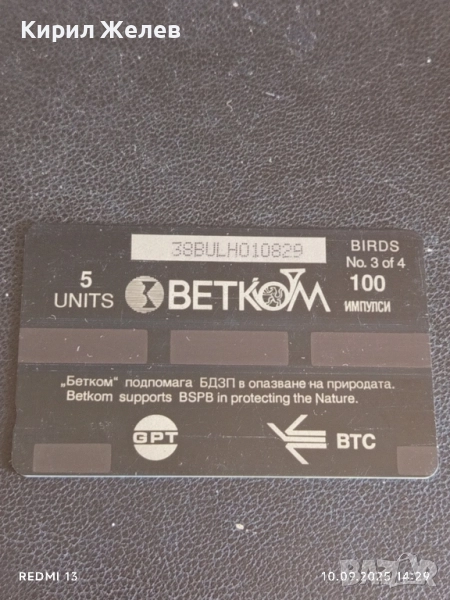 Кирил Желев
38BULH010829
BIRDS
No. 3 of 4
5
UNITS
BETKOM
100
ИМПУЛСИ
„Бетком" подпомага БДЗП в опазване на природата.
Betkom supports BSPB in protecting the Nature.
GPT
BTC
REDMI 13
10.09.2025 14:29
BAZAR